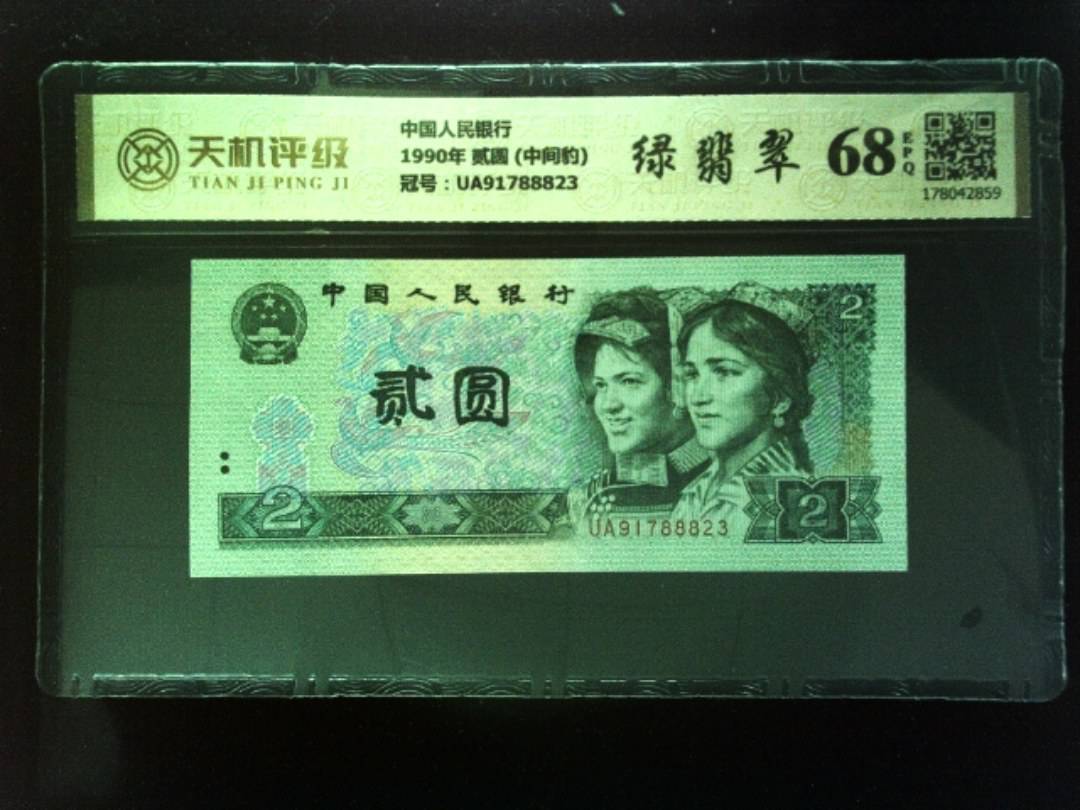 天机评级
TIAN JI PING JI
中国人民银行
1990年 贰圆 (中间豹)
冠号：UA91788823
绿翡翠
68
EPQ
178042859
中国人民银行
2
贰圆
2
UA91788823
2